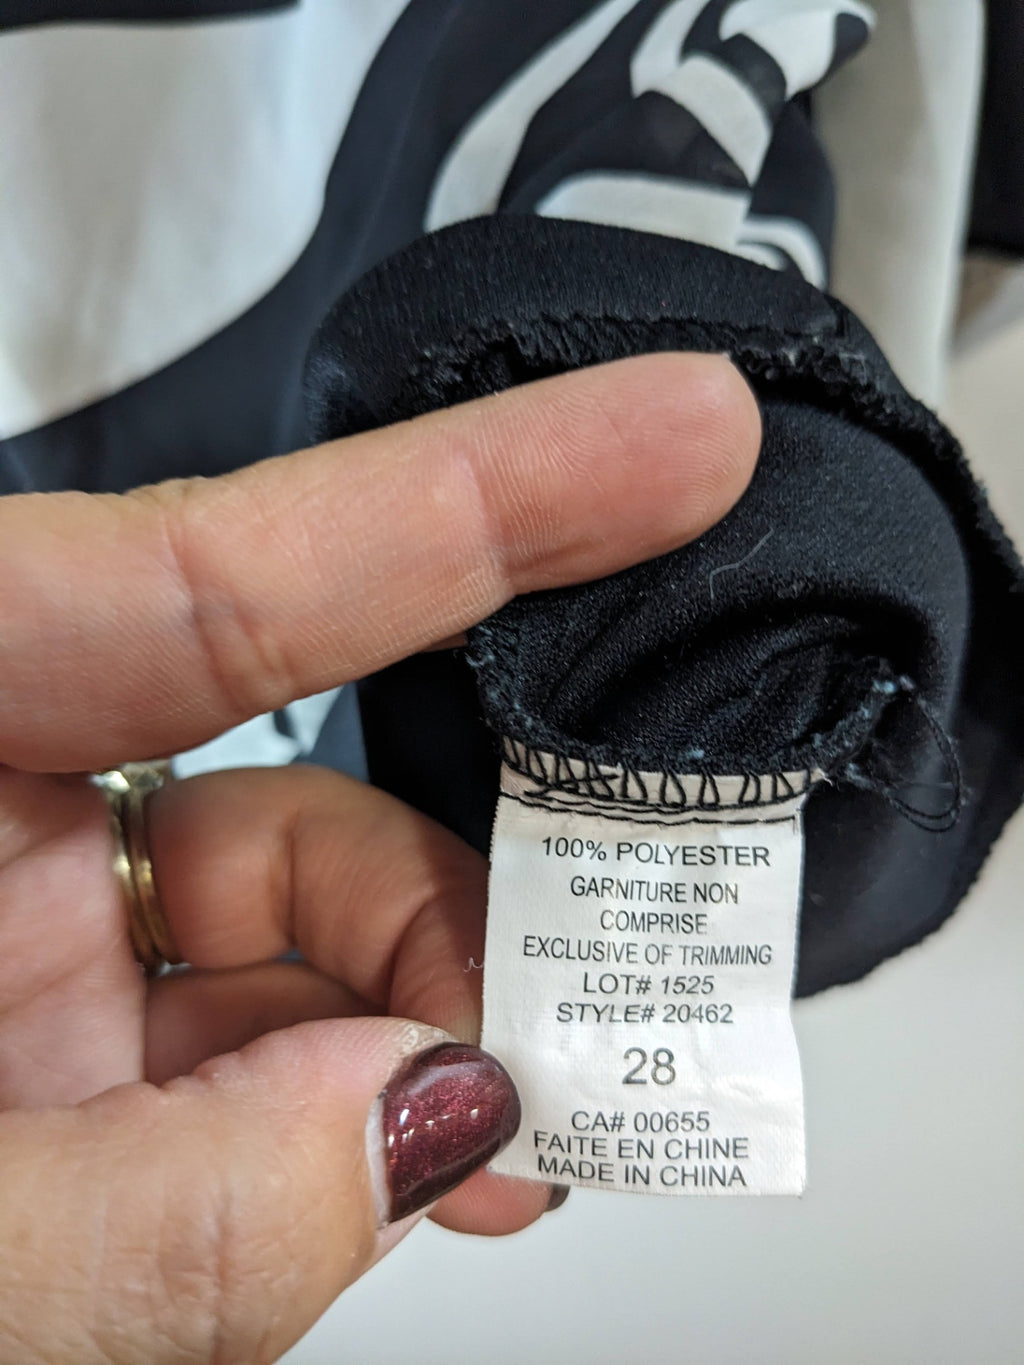 100% POLYESTER
GARNITURE NON
COMPRISE
EXCLUSIVE OF TRIMMING
LOT# 1525
STYLE# 20462
28
CA# 00655
FAITE EN CHINE
MADE IN CHINA